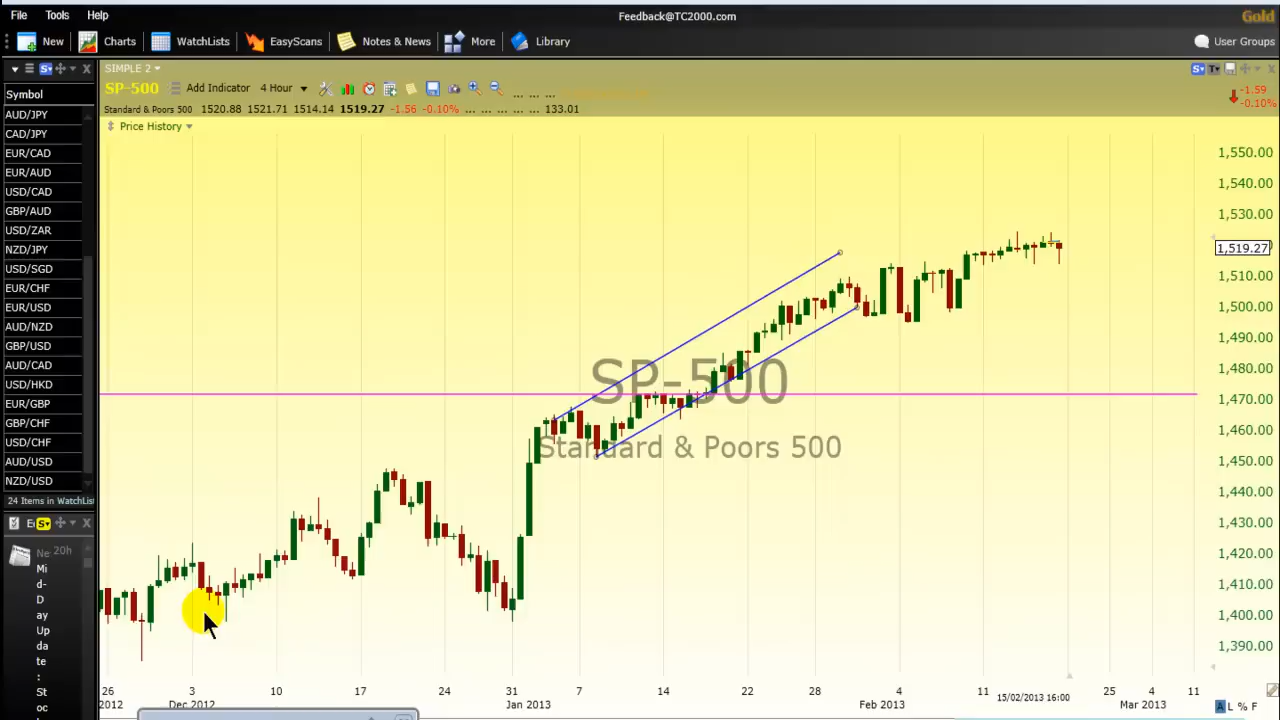 File Tools Help Feedback@TC2000.com Gold
New Charts WatchLists EasyScans Notes & News More Library User Groups
S S T
SIMPLE 2
Symbol SP-500 Add Indicator 4 Hour ... ... -1.59
Standard & Poors 500 1520.88 1521.71 1514.14 1519.27 -1.56 -0.10% ... ... ... ... ... 133.01 -0.10%
Price History
AUD/JPY
CAD/JPY
EUR/CAD
EUR/AUD
USD/CAD
GBP/AUD
USD/ZAR
NZD/JPY
USD/SGD
EUR/CHF
EUR/USD
AUD/NZD
USD/JPY
AUD/CAD
USD/HKD
EUR/GBP
GBP/CHF
USD/CHF
AUD/USD
NZD/USD
24 Items in WatchLis
E S
Ne 20h
Mi
d-
D
ay
Up
da
te
:
St
oc
SP-500
Standard & Poors 500
1,550.00
1,540.00
1,530.00
1,519.27
1,510.00
1,500.00
1,490.00
1,480.00
1,470.00
1,460.00
1,450.00
1,440.00
1,430.00
1,420.00
1,410.00
1,400.00
1,390.00
26 3 10 17 24 31 7 14 22 28 4 11 15/02/2013 16:00 25 4 11
2012 Dec 2012 Jan 2013 Feb 2013 Mar 2013 A L % F